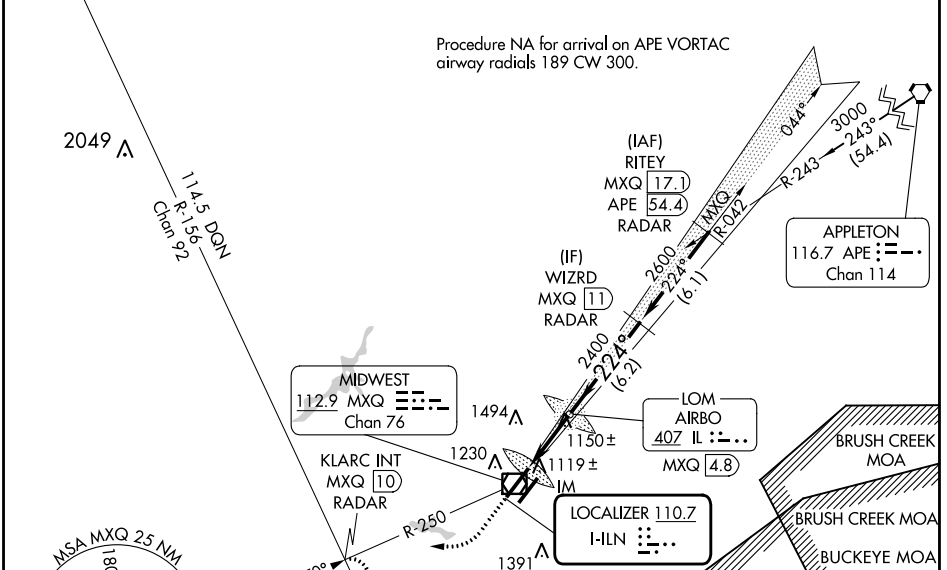 Procedure NA for arrival on APE VORTAC
airway radials 189 CW 300.
2049
114.5 DQN
R-156
Chan 92
(IAF)
RITEY
MXQ 17.1
APE 54.4
RADAR
044°
3000
243°
(54.4)
R-243
MXQ
R-042
APPLETON
116.7 APE
Chan 114
(IF)
WIZRD
MXQ 11
RADAR
2600
224°
(6.1)
2400
224°
(6.2)
MIDWEST
112.9 MXQ
Chan 76
1494
1150 ±
LOM
AIRBO
407 IL
MXQ 4.8
1230
1119 ±
IM
KLARC INT
MXQ 10
RADAR
R-250
LOCALIZER 110.7
I-ILN
1391
BRUSH CREEK
MOA
BRUSH CREEK MOA
BUCKEYE MOA
MSA MXQ 25 NM
180